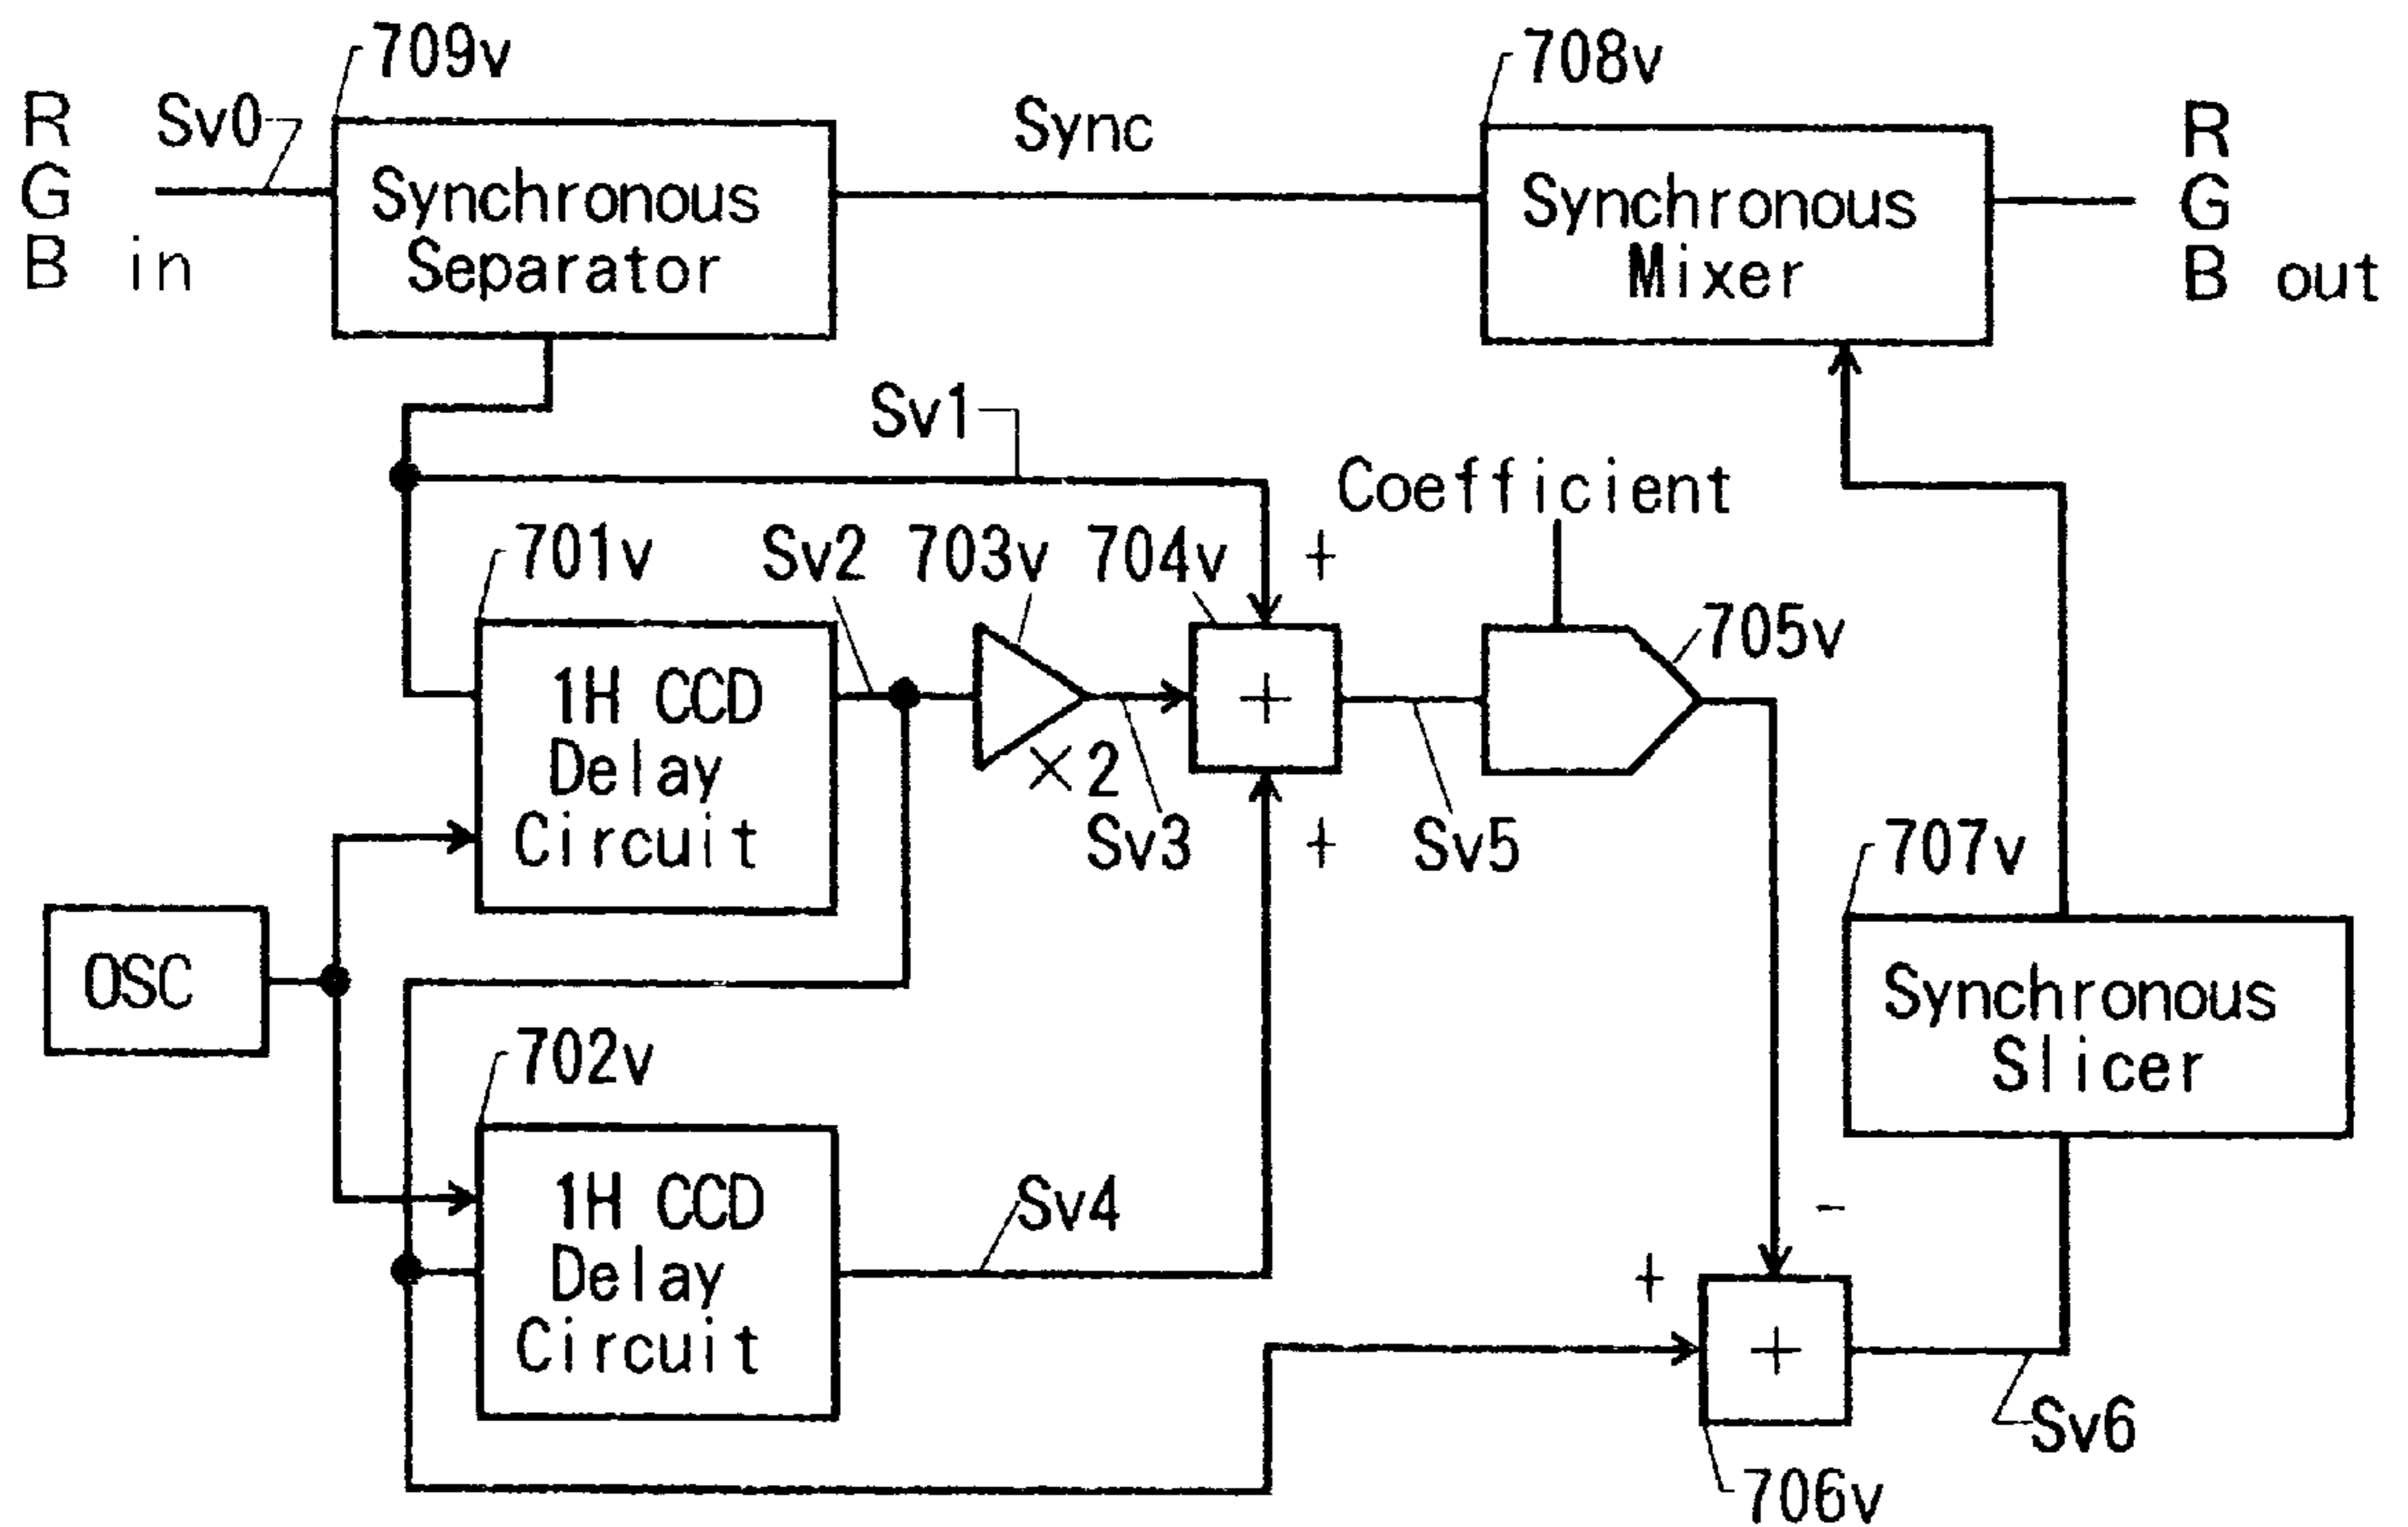 709v
708v
R
G
B in
Sv0
Synchronous
Separator
Sync
Synchronous
Mixer
R
G
B out
Sv1
Coefficient
701v
Sv2
703v
704v
+
705v
1H CCD
Delay
Circuit
×2
+
Sv3
+
Sv5
707v
OSC
Synchronous
Slicer
702v
1H CCD
Delay
Circuit
Sv4
-
+
+
Sv6
706v